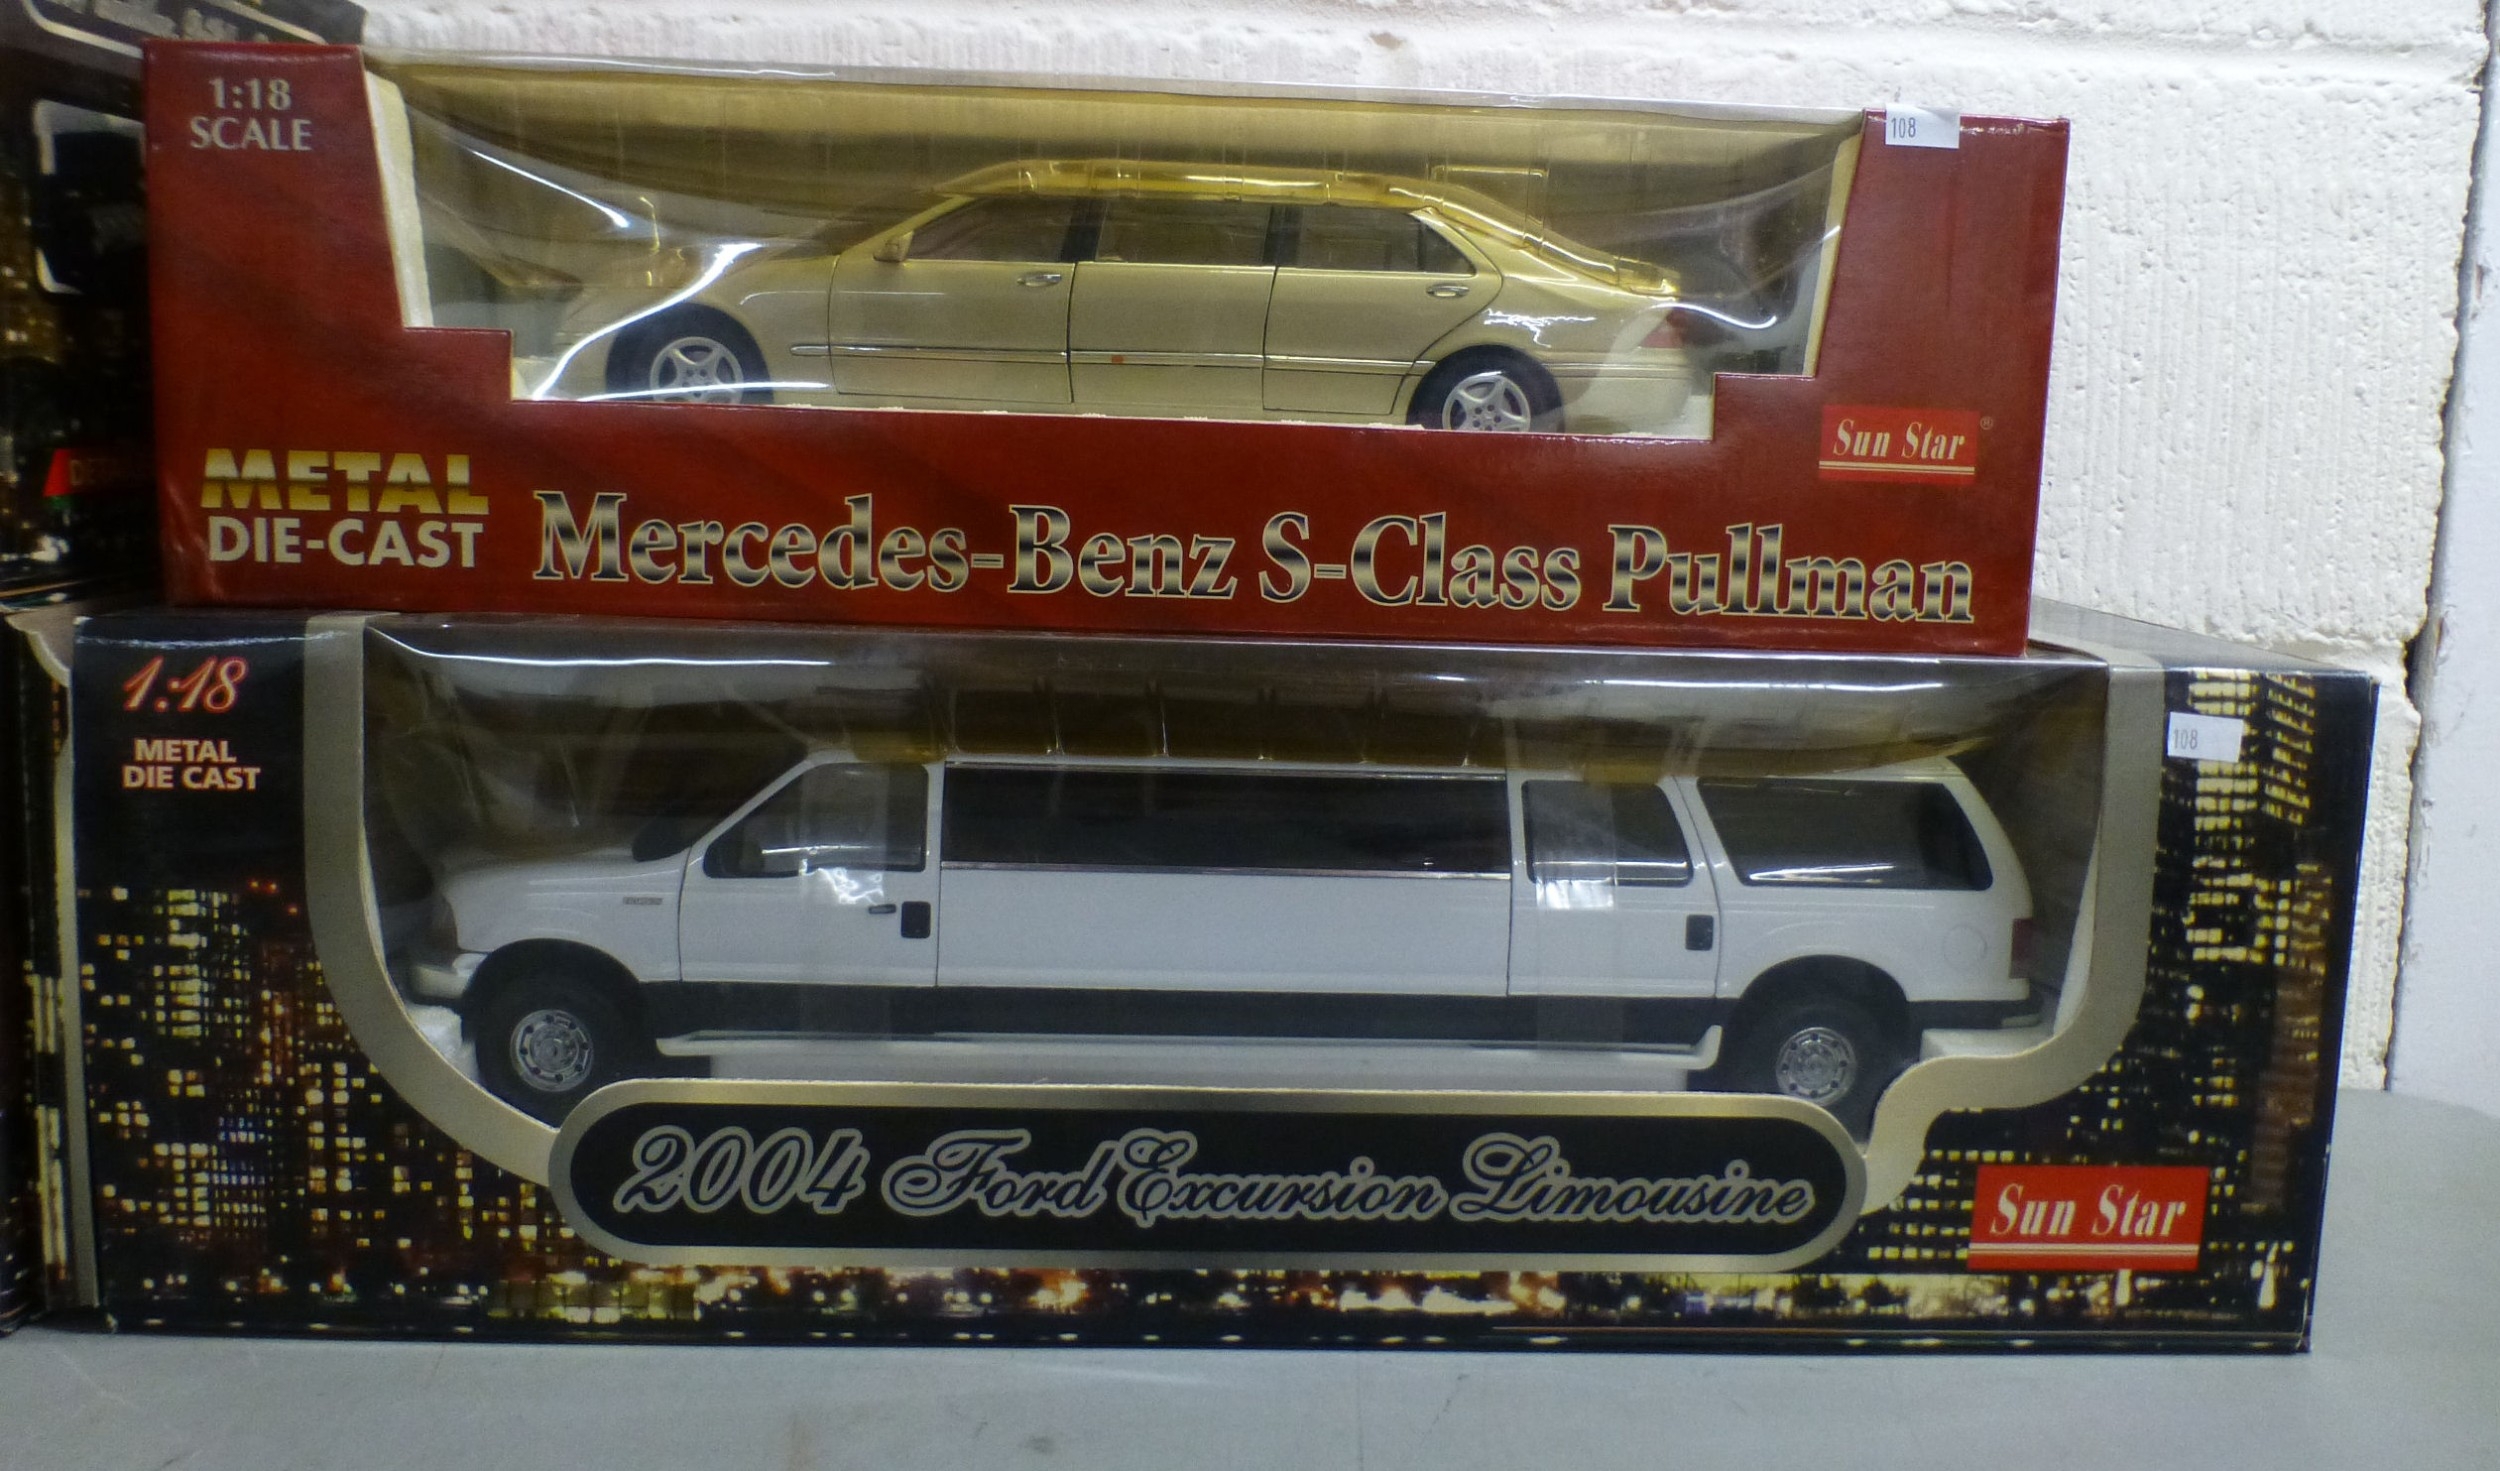 1:18
SCALE
108
Sun Star®
METAL
DIE-CAST
Mercedes-Benz S-Class Pullman
1:18
METAL
DIE CAST
108
2004 Ford Excursion Limousine
Sun Star